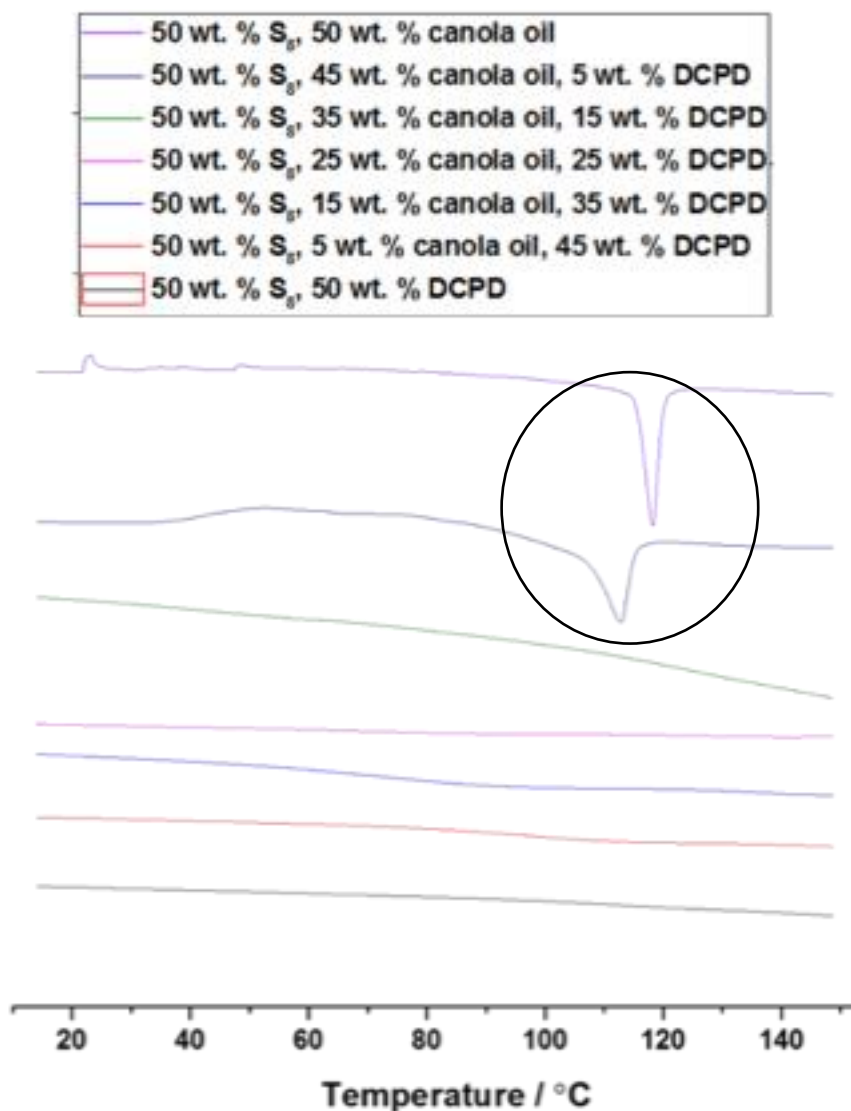 50 wt. % S₈, 50 wt. % canola oil
50 wt. % S₈, 45 wt. % canola oil, 5 wt. % DCPD
50 wt. % S₈, 35 wt. % canola oil, 15 wt. % DCPD
50 wt. % S₈, 25 wt. % canola oil, 25 wt. % DCPD
50 wt. % S₈, 15 wt. % canola oil, 35 wt. % DCPD
50 wt. % S₈, 5 wt. % canola oil, 45 wt. % DCPD
50 wt. % S₈, 50 wt. % DCPD
20 40 60 80 100 120 140
Temperature / °C